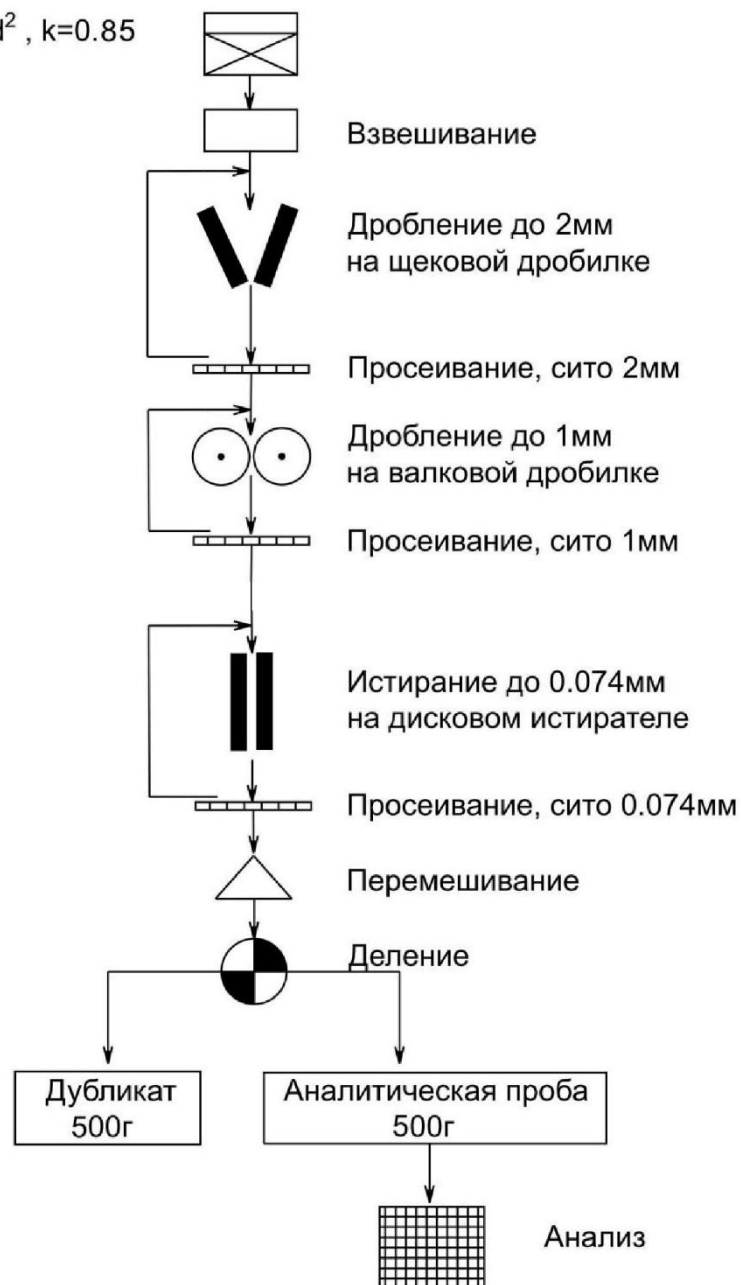 d² , k=0.85
Взвешивание
Дробление до 2мм
на щековой дробилке
Просеивание, сито 2мм
Дробление до 1мм
на валковой дробилке
Просеивание, сито 1мм
Истирание до 0.074мм
на дисковом истирателе
Просеивание, сито 0.074мм
Перемешивание
Деление
Дубликат
500г
Аналитическая проба
500г
Анализ